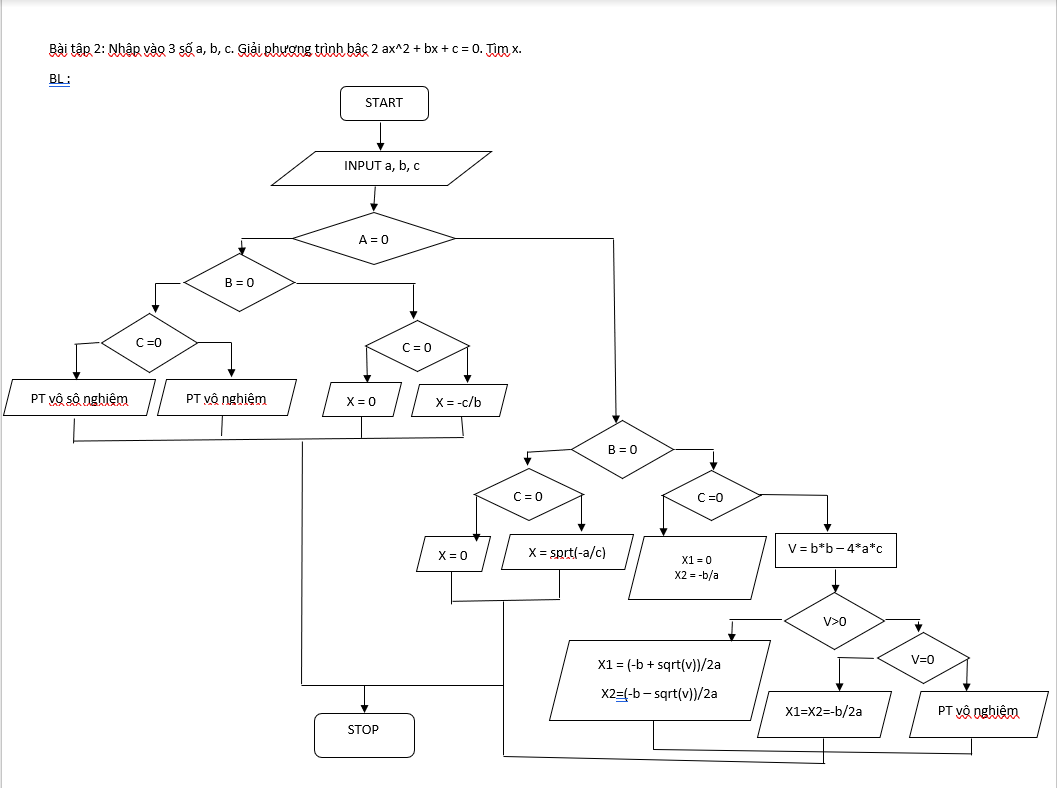 Bài tập 2: Nhập vào 3 số a, b, c. Giải phương trình bậc 2 ax^2 + bx + c = 0. Tìm x.
BL :
START
INPUT a, b, c
A = 0
B = 0
C =0
C = 0
PT vô sô nghiệm
PT vô nghiệm
X = 0
X = -c/b
B = 0
C = 0
C =0
X = 0
X = sprt(-a/c)
X1 = 0
X2 = -b/a
V = b*b – 4*a*c
V>0
V=0
X1 = (-b + sqrt(v))/2a
X2=(-b – sqrt(v))/2a
X1=X2=-b/2a
PT vô nghiệm
STOP